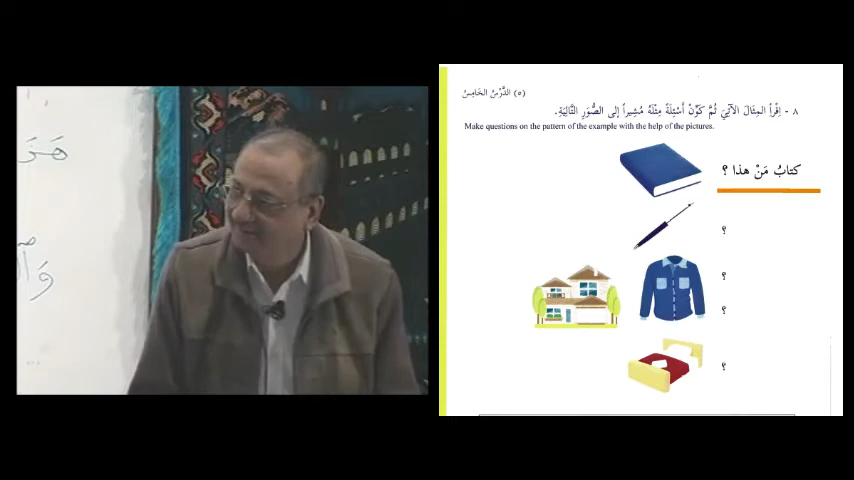 (٥) الدَّرْسُ الخَامِسُ
٨ - اِقْرَأ المِثَالَ الآتِيَ ثُمَّ كَوِّنْ أَسْئِلَةً مِثْلَهُ مُشِيراً إلى الصُّوَرِ التَّالِيَةِ.
Make questions on the pattern of the example with the help of the pictures.
كتابُ مَنْ هذا ؟
؟
؟
؟
؟